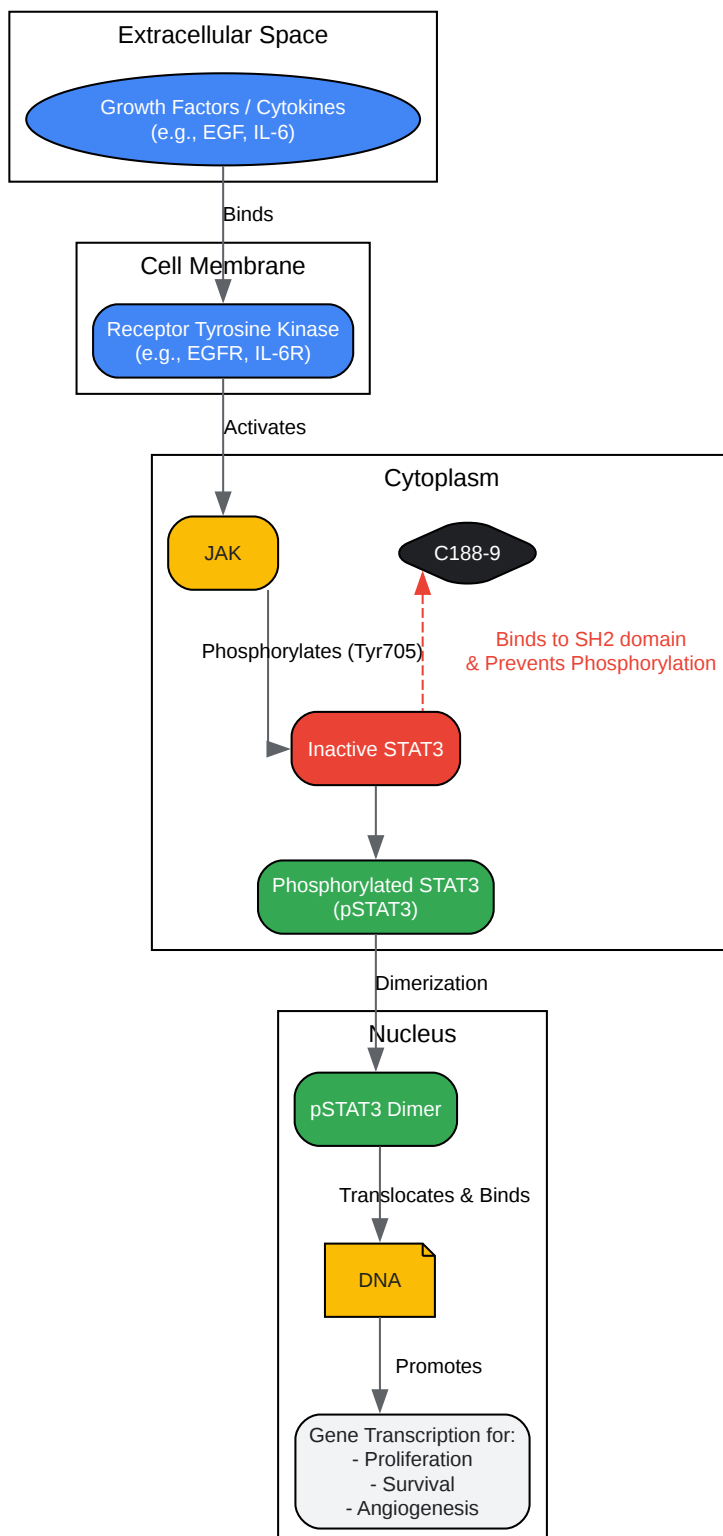 Extracellular Space
Growth Factors / Cytokines
(e.g., EGF, IL-6)
Binds
Cell Membrane
Receptor Tyrosine Kinase
(e.g., EGFR, IL-6R)
Activates
Cytoplasm
JAK
C188-9
Phosphorylates (Tyr705)
Binds to SH2 domain
& Prevents Phosphorylation
Inactive STAT3
Phosphorylated STAT3
(pSTAT3)
Dimerization
Nucleus
pSTAT3 Dimer
Translocates & Binds
DNA
Promotes
Gene Transcription for:
- Proliferation
- Survival
- Angiogenesis